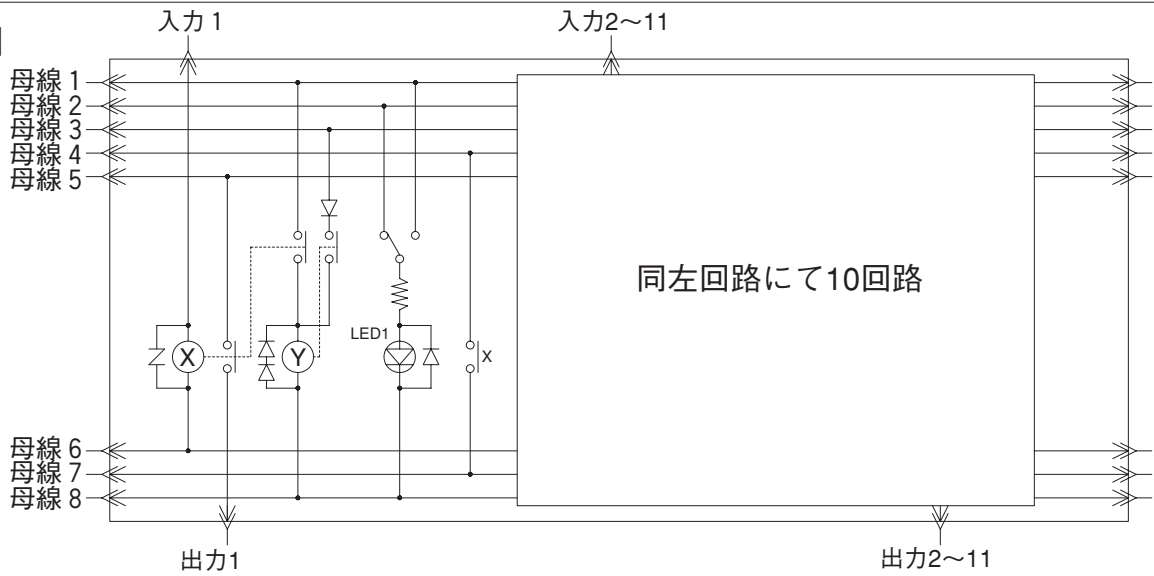 入力1
入力2～11
母線1
母線2
母線3
母線4
母線5
同左回路にて10回路
LED1
X
Y
X
母線6
母線7
母線8
出力1
出力2～11